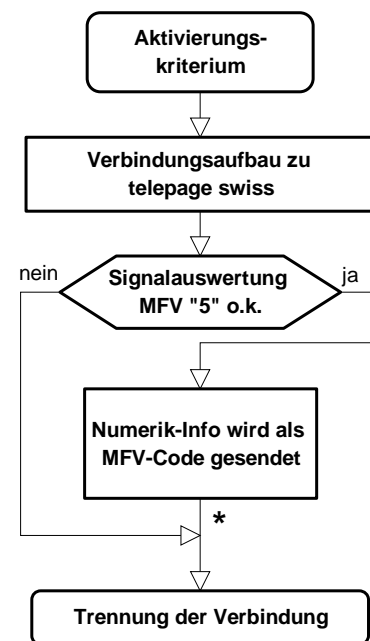 Aktivierungs-
kriterium
Verbindungsaufbau zu
telepage swiss
nein
Signalauswertung
MFV "5" o.k.
ja
Numerik-Info wird als
MFV-Code gesendet
*
Trennung der Verbindung